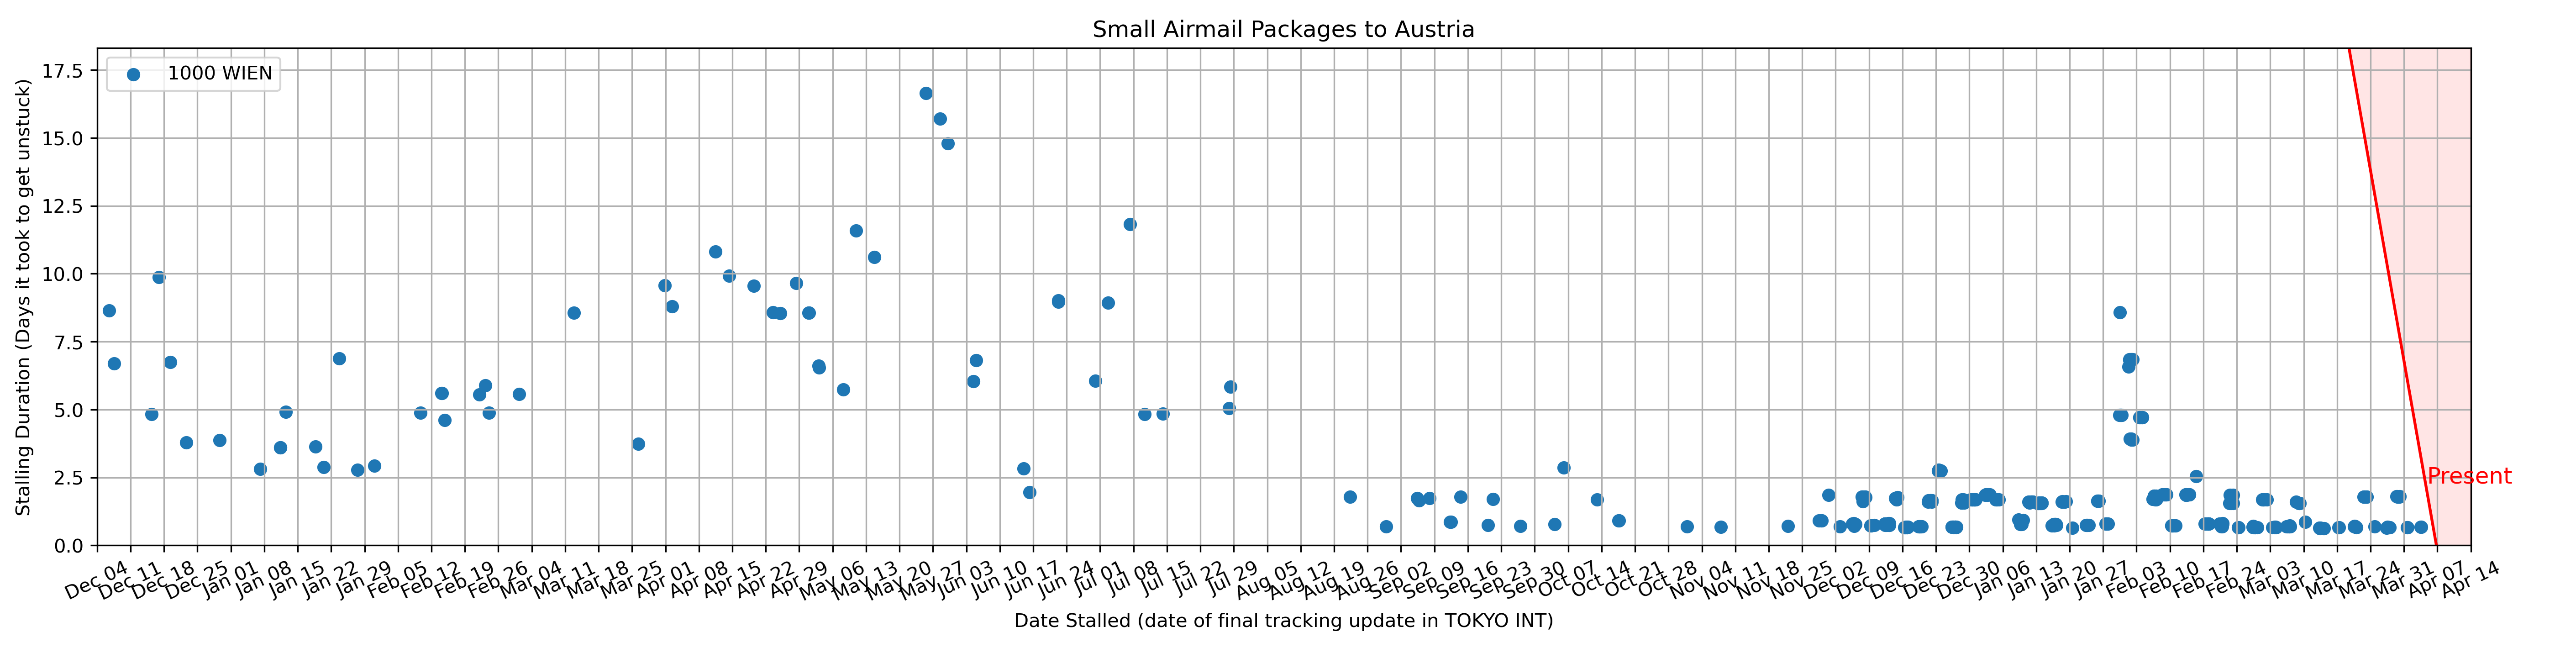 Small Airmail Packages to Austria
1000 WIEN
Stalling Duration (Days it took to get unstuck)
17.5
15.0
12.5
10.0
7.5
5.0
2.5
0.0
Present
Dec 04
Dec 11
Dec 18
Dec 25
Jan 01
Jan 08
Jan 15
Jan 22
Jan 29
Feb 05
Feb 12
Feb 19
Feb 26
Mar 04
Mar 11
Mar 18
Mar 25
Apr 01
Apr 08
Apr 15
Apr 22
Apr 29
May 06
May 13
May 20
May 27
Jun 03
Jun 10
Jun 17
Jun 24
Jul 01
Jul 08
Jul 15
Jul 22
Jul 29
Aug 05
Aug 12
Aug 19
Aug 26
Sep 02
Sep 09
Sep 16
Sep 23
Sep 30
Oct 07
Oct 14
Oct 21
Oct 28
Nov 04
Nov 11
Nov 18
Nov 25
Dec 02
Dec 09
Dec 16
Dec 23
Dec 30
Jan 06
Jan 13
Jan 20
Jan 27
Feb 03
Feb 10
Feb 17
Feb 24
Mar 03
Mar 10
Mar 17
Mar 24
Mar 31
Apr 07
Apr 14
Date Stalled (date of final tracking update in TOKYO INT)